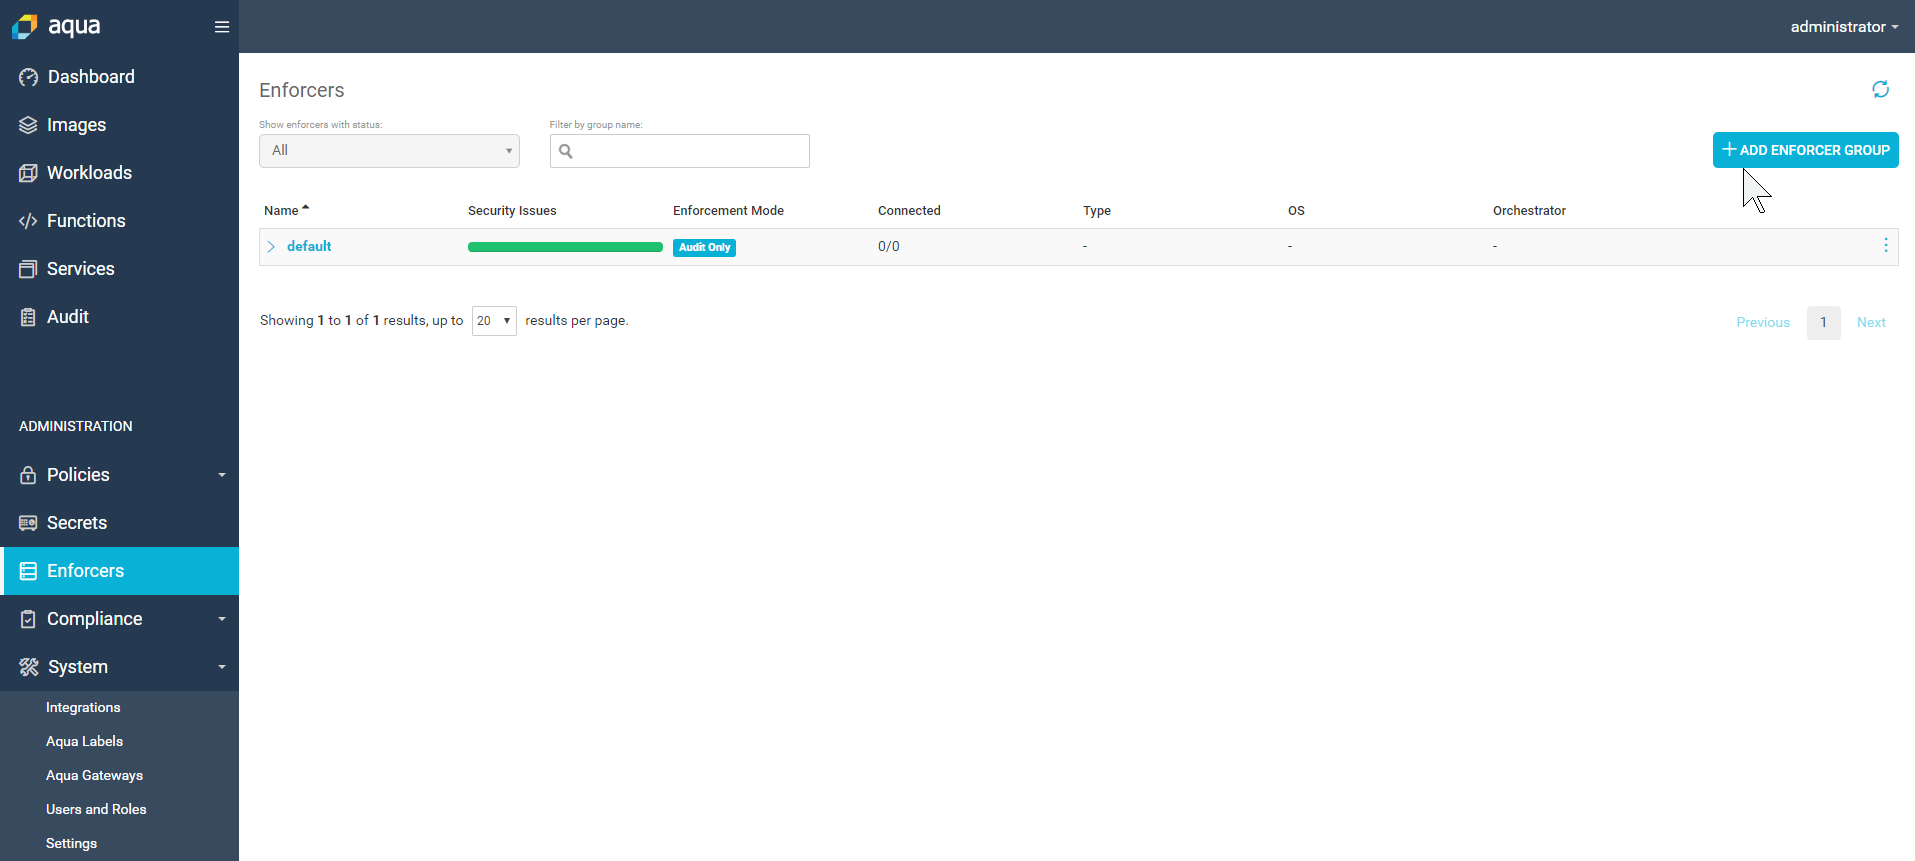 aqua
administrator
Dashboard
Images
Workloads
Functions
Services
Audit
ADMINISTRATION
Policies
Secrets
Enforcers
Compliance
System
Integrations
Aqua Labels
Aqua Gateways
Users and Roles
Settings
Enforcers
Show enforcers with status:
Filter by group name:
All
+ ADD ENFORCER GROUP
Name Security Issues Enforcement Mode Connected Type OS Orchestrator
default Audit Only 0/0 - - -
Showing 1 to 1 of 1 results, up to 20 results per page.
Previous 1 Next